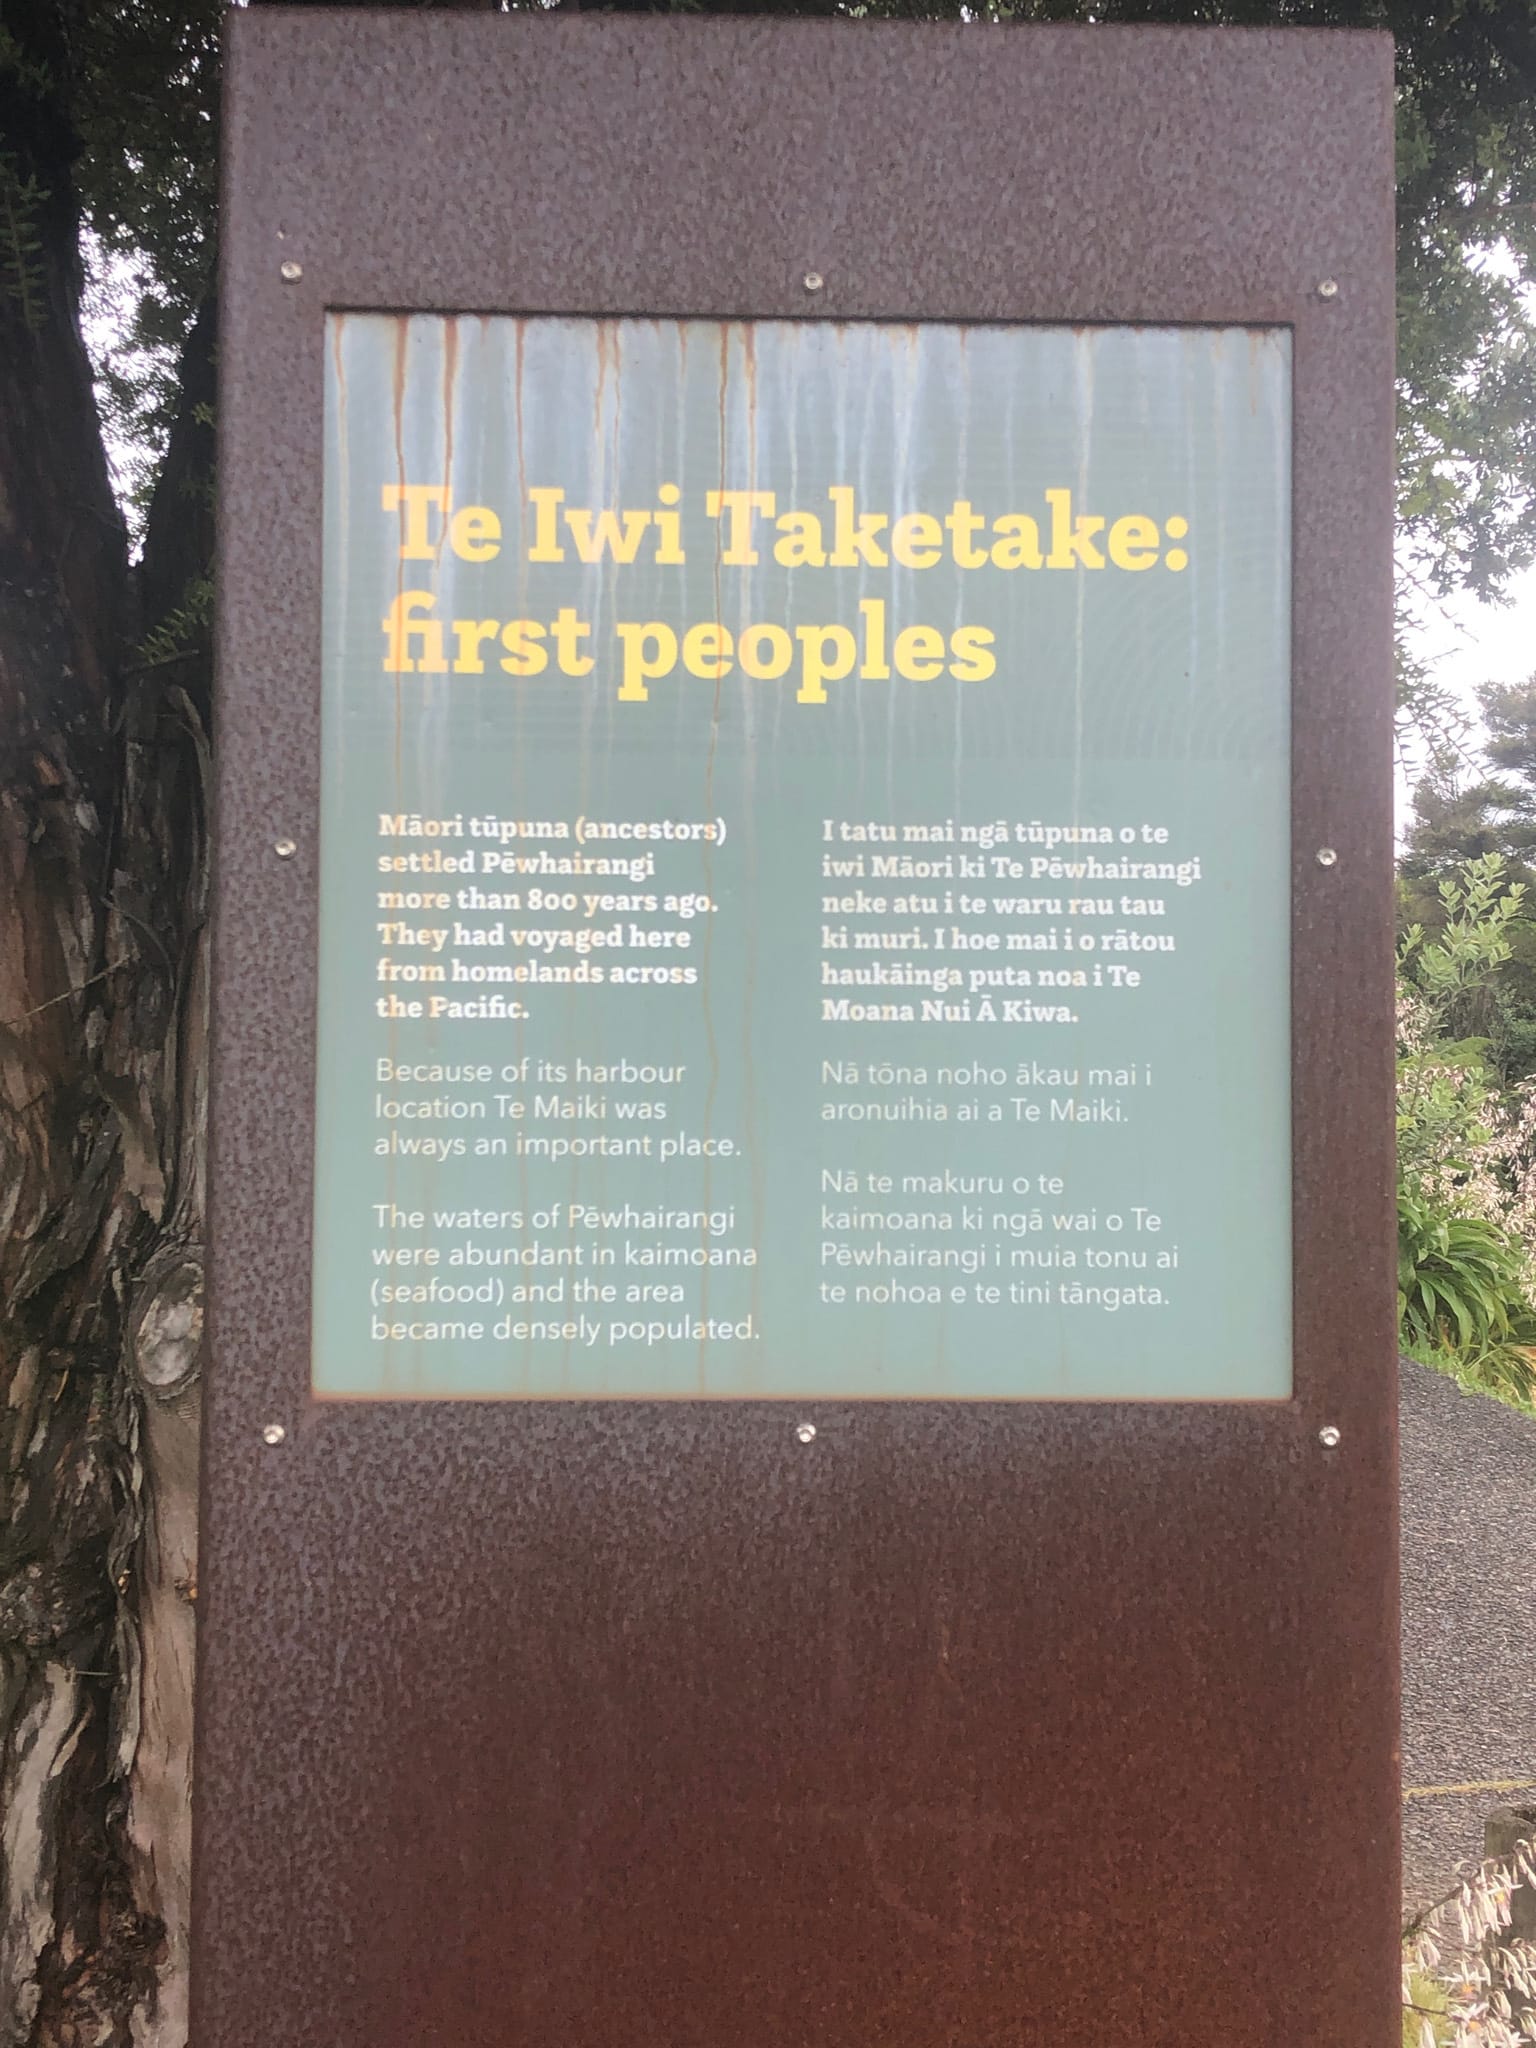 Te Iwi Taketake:
first peoples
Māori tūpuna (ancestors)
settled Pēwhairangi
more than 800 years ago.
They had voyaged here
from homelands across
the Pacific.
Because of its harbour
location Te Maiki was
always an important place.
The waters of Pēwhairangi
were abundant in kaimoana
(seafood) and the area
became densely populated.
I tatu mai ngā tūpuna o te
iwi Māori ki Te Pēwhairangi
neke atu i te waru rau tau
ki muri. I hoe mai i o rātou
haukāinga puta noa i Te
Moana Nui Ā Kiwa.
Nā tōna noho ākau mai i
aronuihia ai a Te Maiki.
Nā te makuru o te
kaimoana ki ngā wai o Te
Pēwhairangi i muia tonu ai
te nohoa e te tini tāngata.